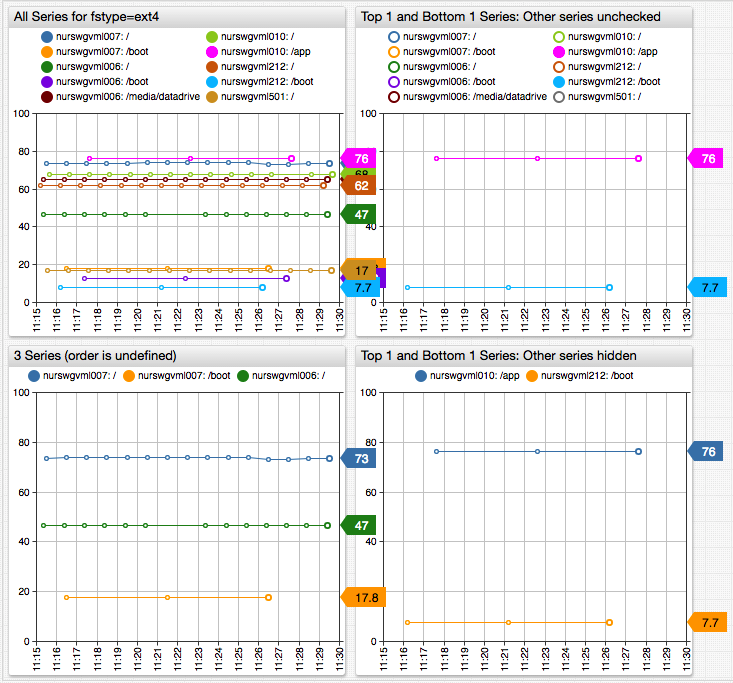 All Series for fstype=ext4
nurswgvml007: / nurswgvml010: /
nurswgvml007: /boot nurswgvml010: /app
nurswgvml006: / nurswgvml212: /
nurswgvml006: /boot nurswgvml212: /boot
nurswgvml006: /media/datadrive nurswgvml501: /
100
80
60
40
20
0
76
68
62
47
17
7.7
11:15 11:16 11:17 11:18 11:19 11:20 11:21 11:22 11:23 11:24 11:25 11:26 11:27 11:28 11:29 11:30
Top 1 and Bottom 1 Series: Other series unchecked
nurswgvml007: / nurswgvml010: /
nurswgvml007: /boot nurswgvml010: /app
nurswgvml006: / nurswgvml212: /
nurswgvml006: /boot nurswgvml212: /boot
nurswgvml006: /media/datadrive nurswgvml501: /
100
80
60
40
0
76
7.7
11:15 11:16 11:17 11:18 11:19 11:20 11:21 11:22 11:23 11:24 11:25 11:26 11:27 11:28 11:29 11:30
3 Series (order is undefined)
nurswgvml007: / nurswgvml007: /boot nurswgvml006: /
100
80
60
40
20
0
73
47
17.8
11:15 11:16 11:17 11:18 11:19 11:20 11:21 11:22 11:23 11:24 11:25 11:26 11:27 11:28 11:29 11:30
Top 1 and Bottom 1 Series: Other series hidden
nurswgvml010: /app nurswgvml212: /boot
100
80
60
40
0
76
7.7
11:15 11:16 11:17 11:18 11:19 11:20 11:21 11:22 11:23 11:24 11:25 11:26 11:27 11:28 11:29 11:30